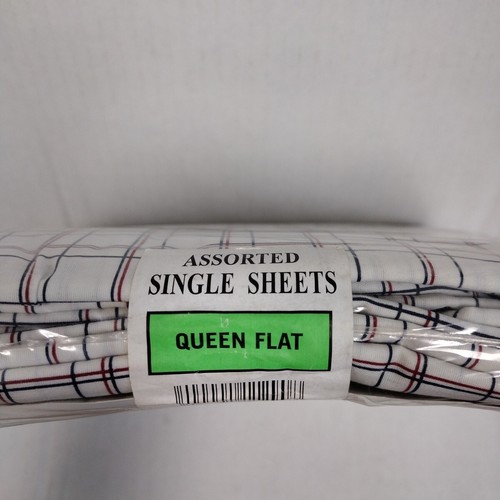 ASSORTED
SINGLE SHEETS
QUEEN FLAT